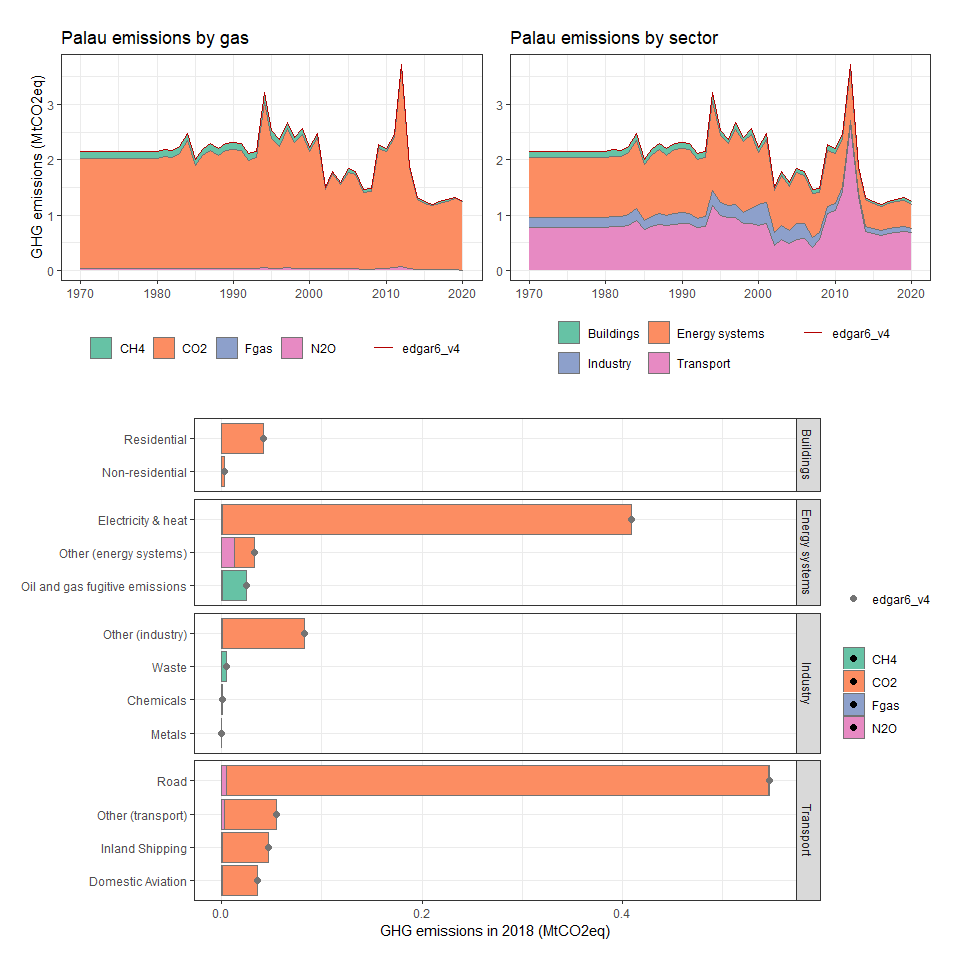 Palau emissions by gas
GHG emissions (MtCO2eq)
3
2
1
0
1970 1980 1990 2000 2010 2020
CH4 CO2 Fgas N2O edgar6_v4
Palau emissions by sector
3
2
1
0
1970 1980 1990 2000 2010 2020
Buildings Energy systems edgar6_v4
Industry Transport
Residential
Non-residential
Buildings
Electricity & heat
Other (energy systems)
Oil and gas fugitive emissions
Energy systems
Other (industry)
Waste
Chemicals
Metals
Industry
Road
Other (transport)
Inland Shipping
Domestic Aviation
Transport
0.0 0.2 0.4
GHG emissions in 2018 (MtCO2eq)
edgar6_v4
CH4
CO2
Fgas
N2O